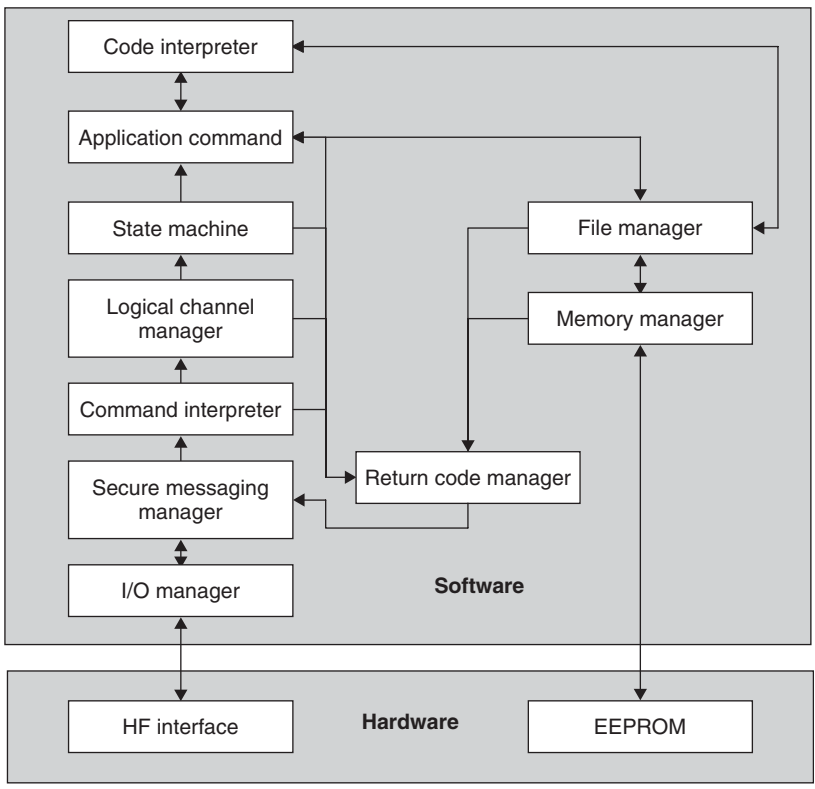 Code interpreter
Application command
State machine
File manager
Logical channel
manager
Memory manager
Command interpreter
Secure messaging
manager
Return code manager
I/O manager
Software
HF interface
Hardware
EEPROM